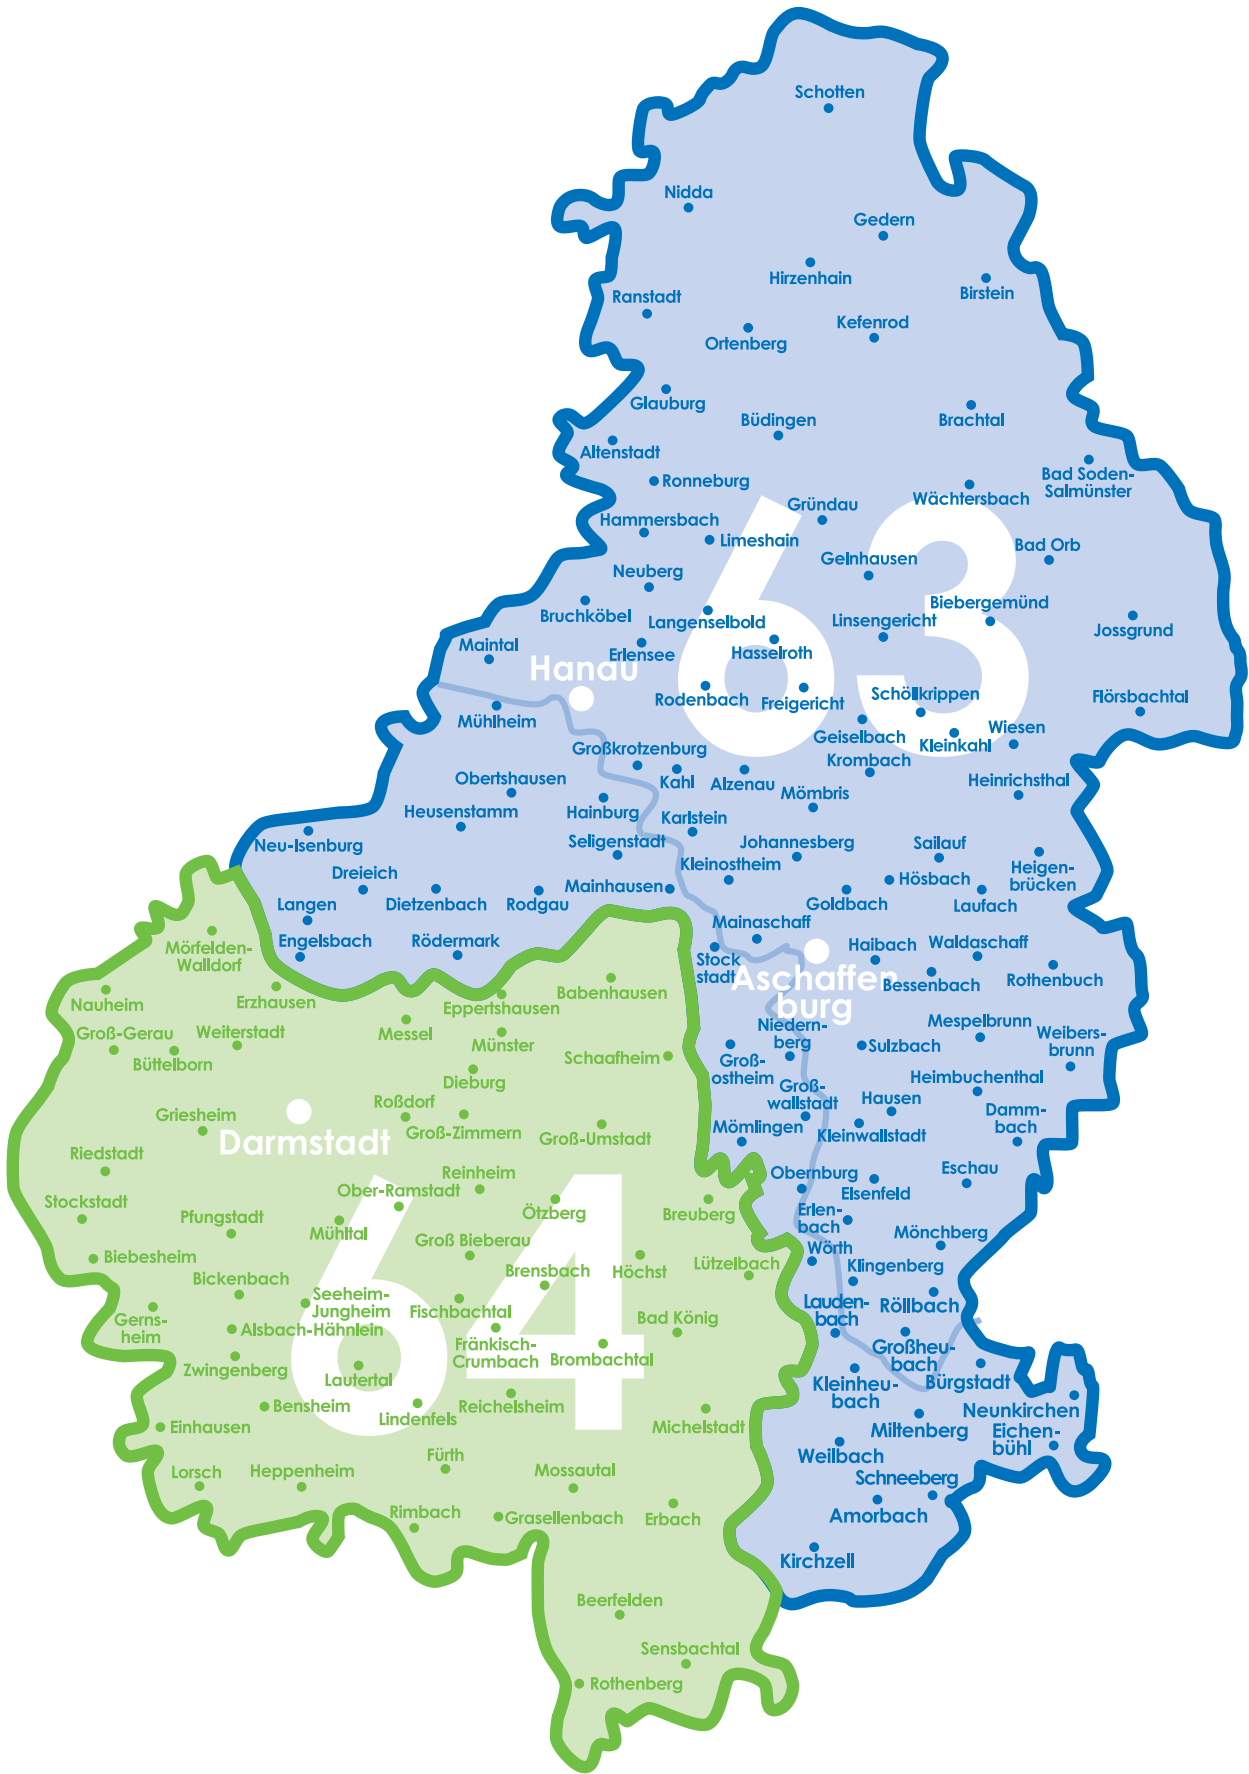 Schotten
Nidda
Gedern
Hirzenhain
Birstein
Ranstadt
Kefenrod
Ortenberg
Glauburg
Büdingen
Brachtal
Altenstadt
Bad Soden-
Salmünster
Ronneburg
Wächtersbach
Gründau
Hammersbach
Limeshain
Bad Orb
Gelnhausen
63
Neuberg
Biebergemünd
Bruchköbel
Langenselbold
Linsengericht
Jossgrund
Maintal
Erlensee
Hasselroth
Hanau
Rodenbach
Freigericht
Schöllkrippen
Flörsbachtal
Mühlheim
Geiselbach
Kleinkahl
Wiesen
Großkrotzenburg
Krombach
Obertshausen
Kahl
Alzenau
Heinrichsthal
Mömbris
Heusenstamm
Hainburg
Karlstein
Neu-Isenburg
Seligenstadt
Johannesberg
Sailauf
Kleinostheim
Heigen-
brücken
Dreieich
Hösbach
Mainhausen
Langen
Dietzenbach
Rodgau
Goldbach
Laufach
Mainaschaff
Engelsbach
Rödermark
Haibach
Waldaschaff
Mörfelden-
Walldorf
Stock
stadt
Aschaffen
burg
Bessenbach
Rothenbuch
Nauheim
Erzhausen
Eppertshausen
Babenhausen
Groß-Gerau
Weiterstadt
Messel
Niedern-
berg
Mespelbrunn
Weibers-
brunn
Büttelborn
Münster
Schaafheim
Groß-
ostheim
Sulzbach
Dieburg
Heimbuchenthal
Groß-
wallstadt
Roßdorf
Hausen
Griesheim
Damm-
bach
Darmstadt
Groß-Zimmern
Groß-Umstadt
Mömlingen
Kleinwallstadt
Riedstadt
Reinheim
Obernburg
Eschau
Ober-Ramstadt
Elsenfeld
Stockstadt
64
Pfungstadt
Mühltal
Ötzberg
Breuberg
Erlen-
bach
Mönchberg
Groß Bieberau
Wörth
Biebesheim
Brensbach
Höchst
Lützelbach
Klingenberg
Bickenbach
Seeheim-
Jungheim
Fischbachtal
Lauden-
bach
Röllbach
Gerns-
heim
Bad König
Alsbach-Hähnlein
Fränkisch-
Crumbach
Brombachtal
Großheu-
bach
Zwingenberg
Lautertal
Kleinheu-
bach
Bürgstadt
Bensheim
Lindenfels
Reichelsheim
Neunkirchen
Einhausen
Michelstadt
Miltenberg
Eichen-
bühl
Weilbach
Fürth
Lorsch
Heppenheim
Mossautal
Schneeberg
Rimbach
Grasellenbach
Erbach
Amorbach
Kirchzell
Beerfelden
Sensbachtal
Rothenberg